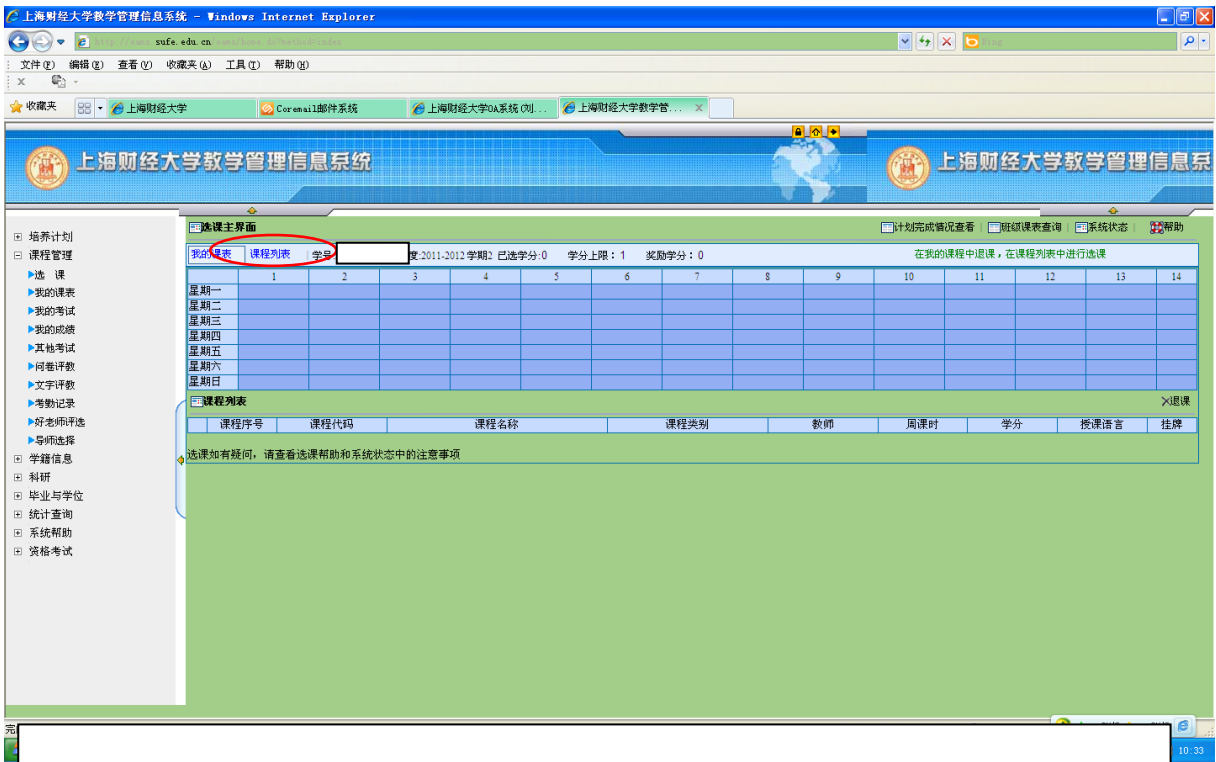 上海财经大学教学管理信息系统 - Windows Internet Explorer
sufe.edu.cn
Bing
文件(F) 编辑(E) 查看(V) 收藏夹(A) 工具(T) 帮助(H)
x
收藏夹 上海财经大学 Coremail邮件系统 上海财经大学OA系统(刘... 上海财经大学教学管... X
上海财经大学教学管理信息系统 上海财经大学教学管理信息系
选课主界面 计划完成情况查看 | 班级课表查询 | 系统状态 | 帮助
我的课表 课程列表 学号 度:2011-2012 学期2 已选学分:0 学分上限:1 奖励学分:0 在我的课程中退课,在课程列表中进行选课
1 2 3 4 5 6 7 8 9 10 11 12 13 14
星期一
星期二
星期三
星期四
星期五
星期六
星期日
课程列表 退课
课程序号 课程代码 课程名称 课程类别 教师 周课时 学分 授课语言 挂牌
选课如有疑问,请查看选课帮助和系统状态中的注意事项
培养计划
课程管理
选 课
我的课表
我的考试
我的成绩
其他考试
问卷评教
文字评教
考勤记录
好老师评选
导师选择
学籍信息
科研
毕业与学位
统计查询
系统帮助
资格考试
完
10:33